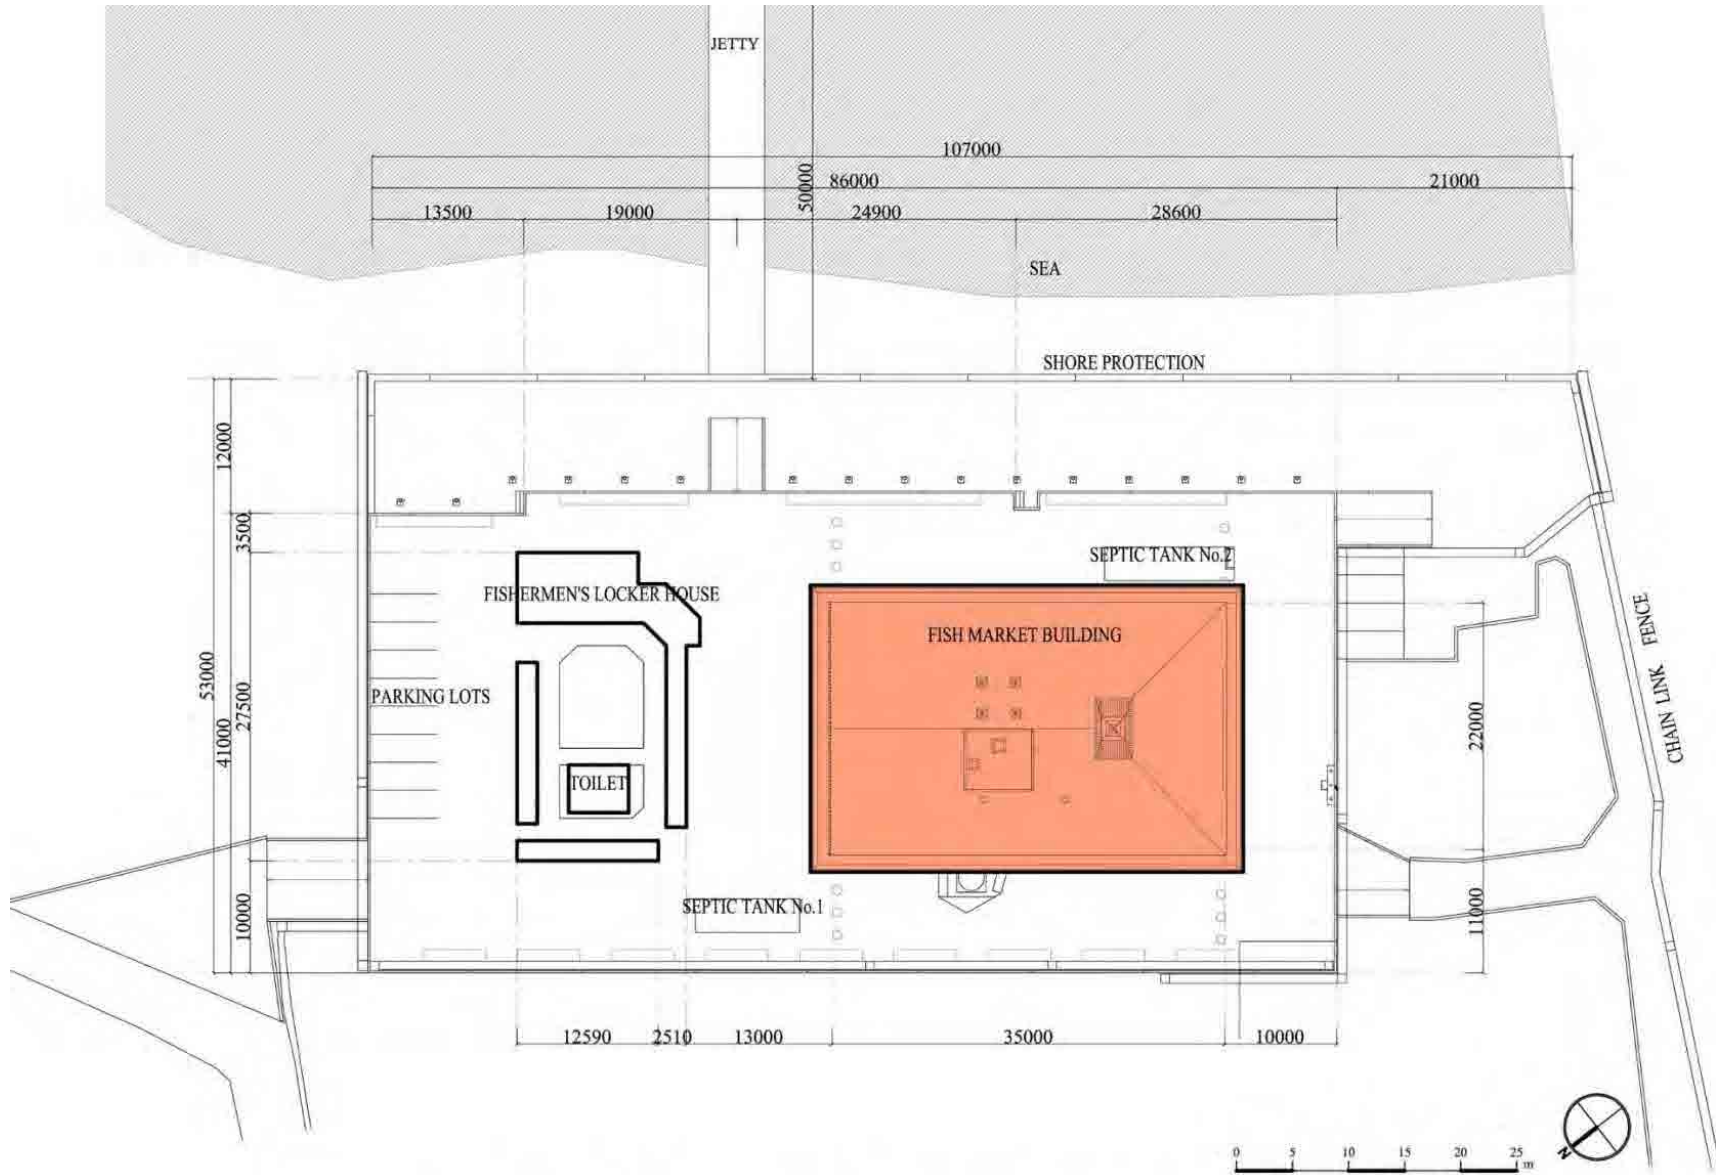 JETTY
107000
86000
21000
50000
13500
19000
24900
28600
SEA
SHORE PROTECTION
12000
3500
SEPTIC TANK No.2
FISHERMEN'S LOCKER HOUSE
FISH MARKET BUILDING
CHAIN LINK FENCE
53000
41000
27500
PARKING LOTS
22000
TOILET
10000
SEPTIC TANK No.1
11000
12590
2510
13000
35000
10000
N
0 5 10 15 20 25
m